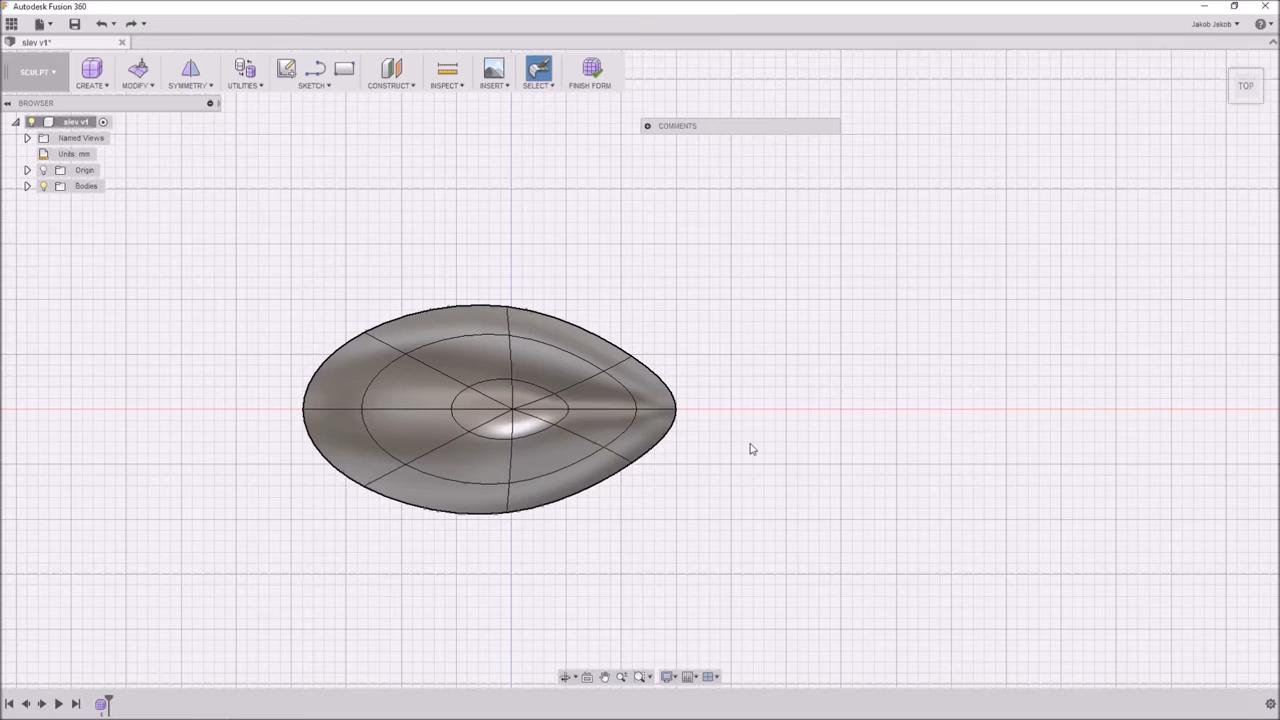 Autodesk Fusion 360
Jakob Jakob
slev v1*
SCULPT
CREATE
MODIFY
SYMMETRY
UTILITIES
SKETCH
CONSTRUCT
INSPECT
INSERT
SELECT
FINISH FORM
TOP
BROWSER
slev v1
COMMENTS
Named Views
Units: mm
Origin
Bodies